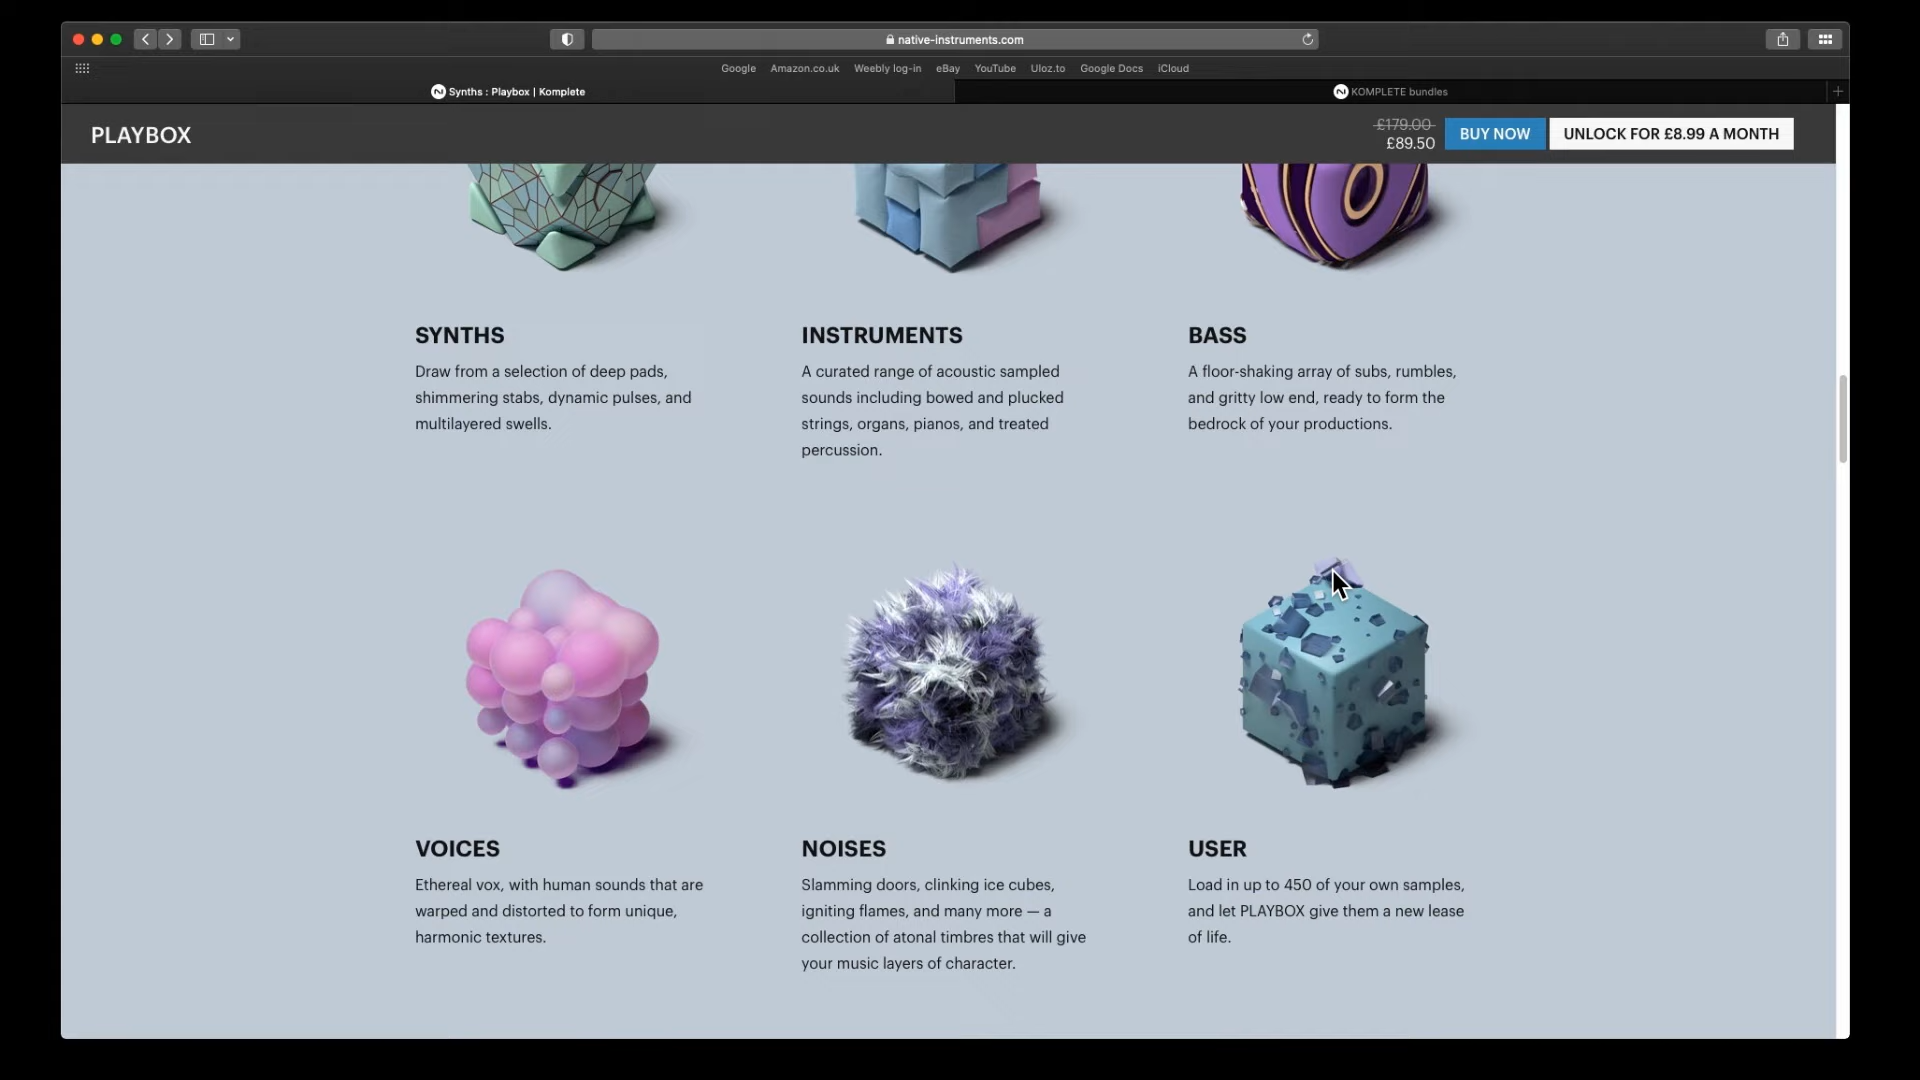 native-instruments.com
Google Amazon.co.uk Weebly log-in eBay YouTube Uloz.to Google Docs iCloud
Synths : Playbox | Komplete
KOMPLETE bundles
PLAYBOX
£179.00
£89.50
BUY NOW
UNLOCK FOR £8.99 A MONTH
SYNTHS
Draw from a selection of deep pads,
shimmering stabs, dynamic pulses, and
multilayered swells.
INSTRUMENTS
A curated range of acoustic sampled
sounds including bowed and plucked
strings, organs, pianos, and treated
percussion.
BASS
A floor-shaking array of subs, rumbles,
and gritty low end, ready to form the
bedrock of your productions.
VOICES
Ethereal vox, with human sounds that are
warped and distorted to form unique,
harmonic textures.
NOISES
Slamming doors, clinking ice cubes,
igniting flames, and many more — a
collection of atonal timbres that will give
your music layers of character.
USER
Load in up to 450 of your own samples,
and let PLAYBOX give them a new lease
of life.